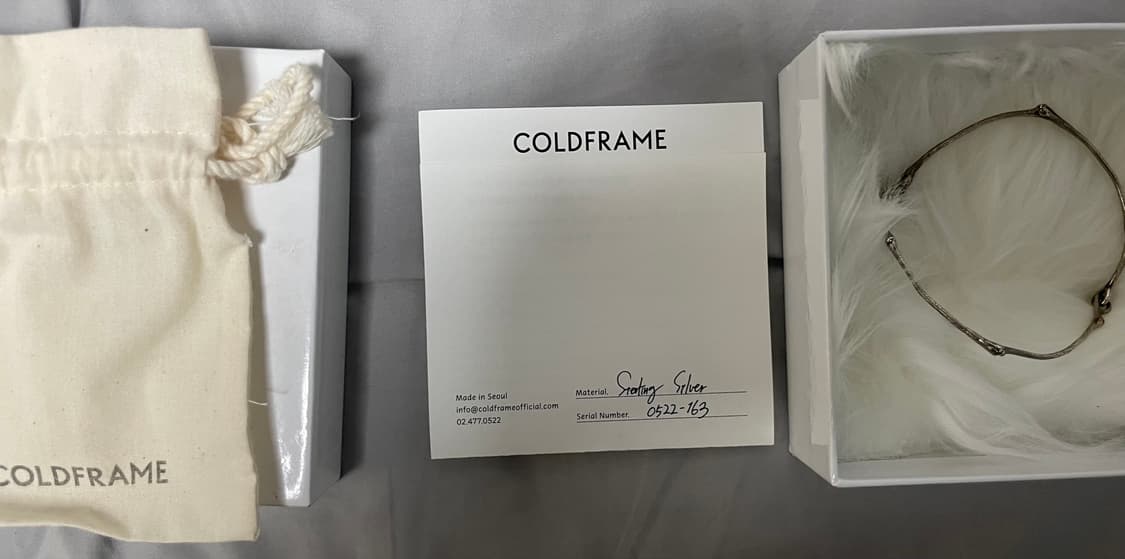 COLDFRAME
COLDFRAME
Made in Seoul
info@coldframeofficial.com
02.477.0522
Material. Sterling Silver
Serial Number. 0522-163